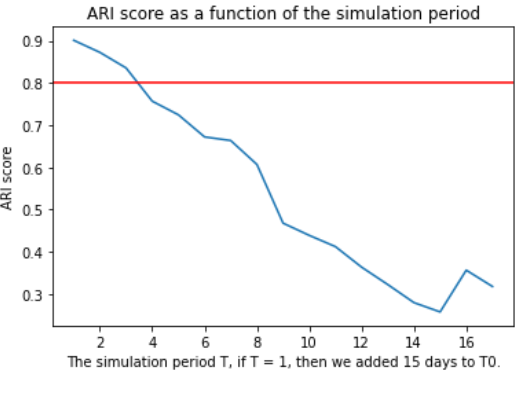 ARI score as a function of the simulation period
0.9
0.8
0.7
0.6
0.5
0.4
0.3
ARI score
2 4 6 8 10 12 14 16
The simulation period T, if T = 1, then we added 15 days to T0.